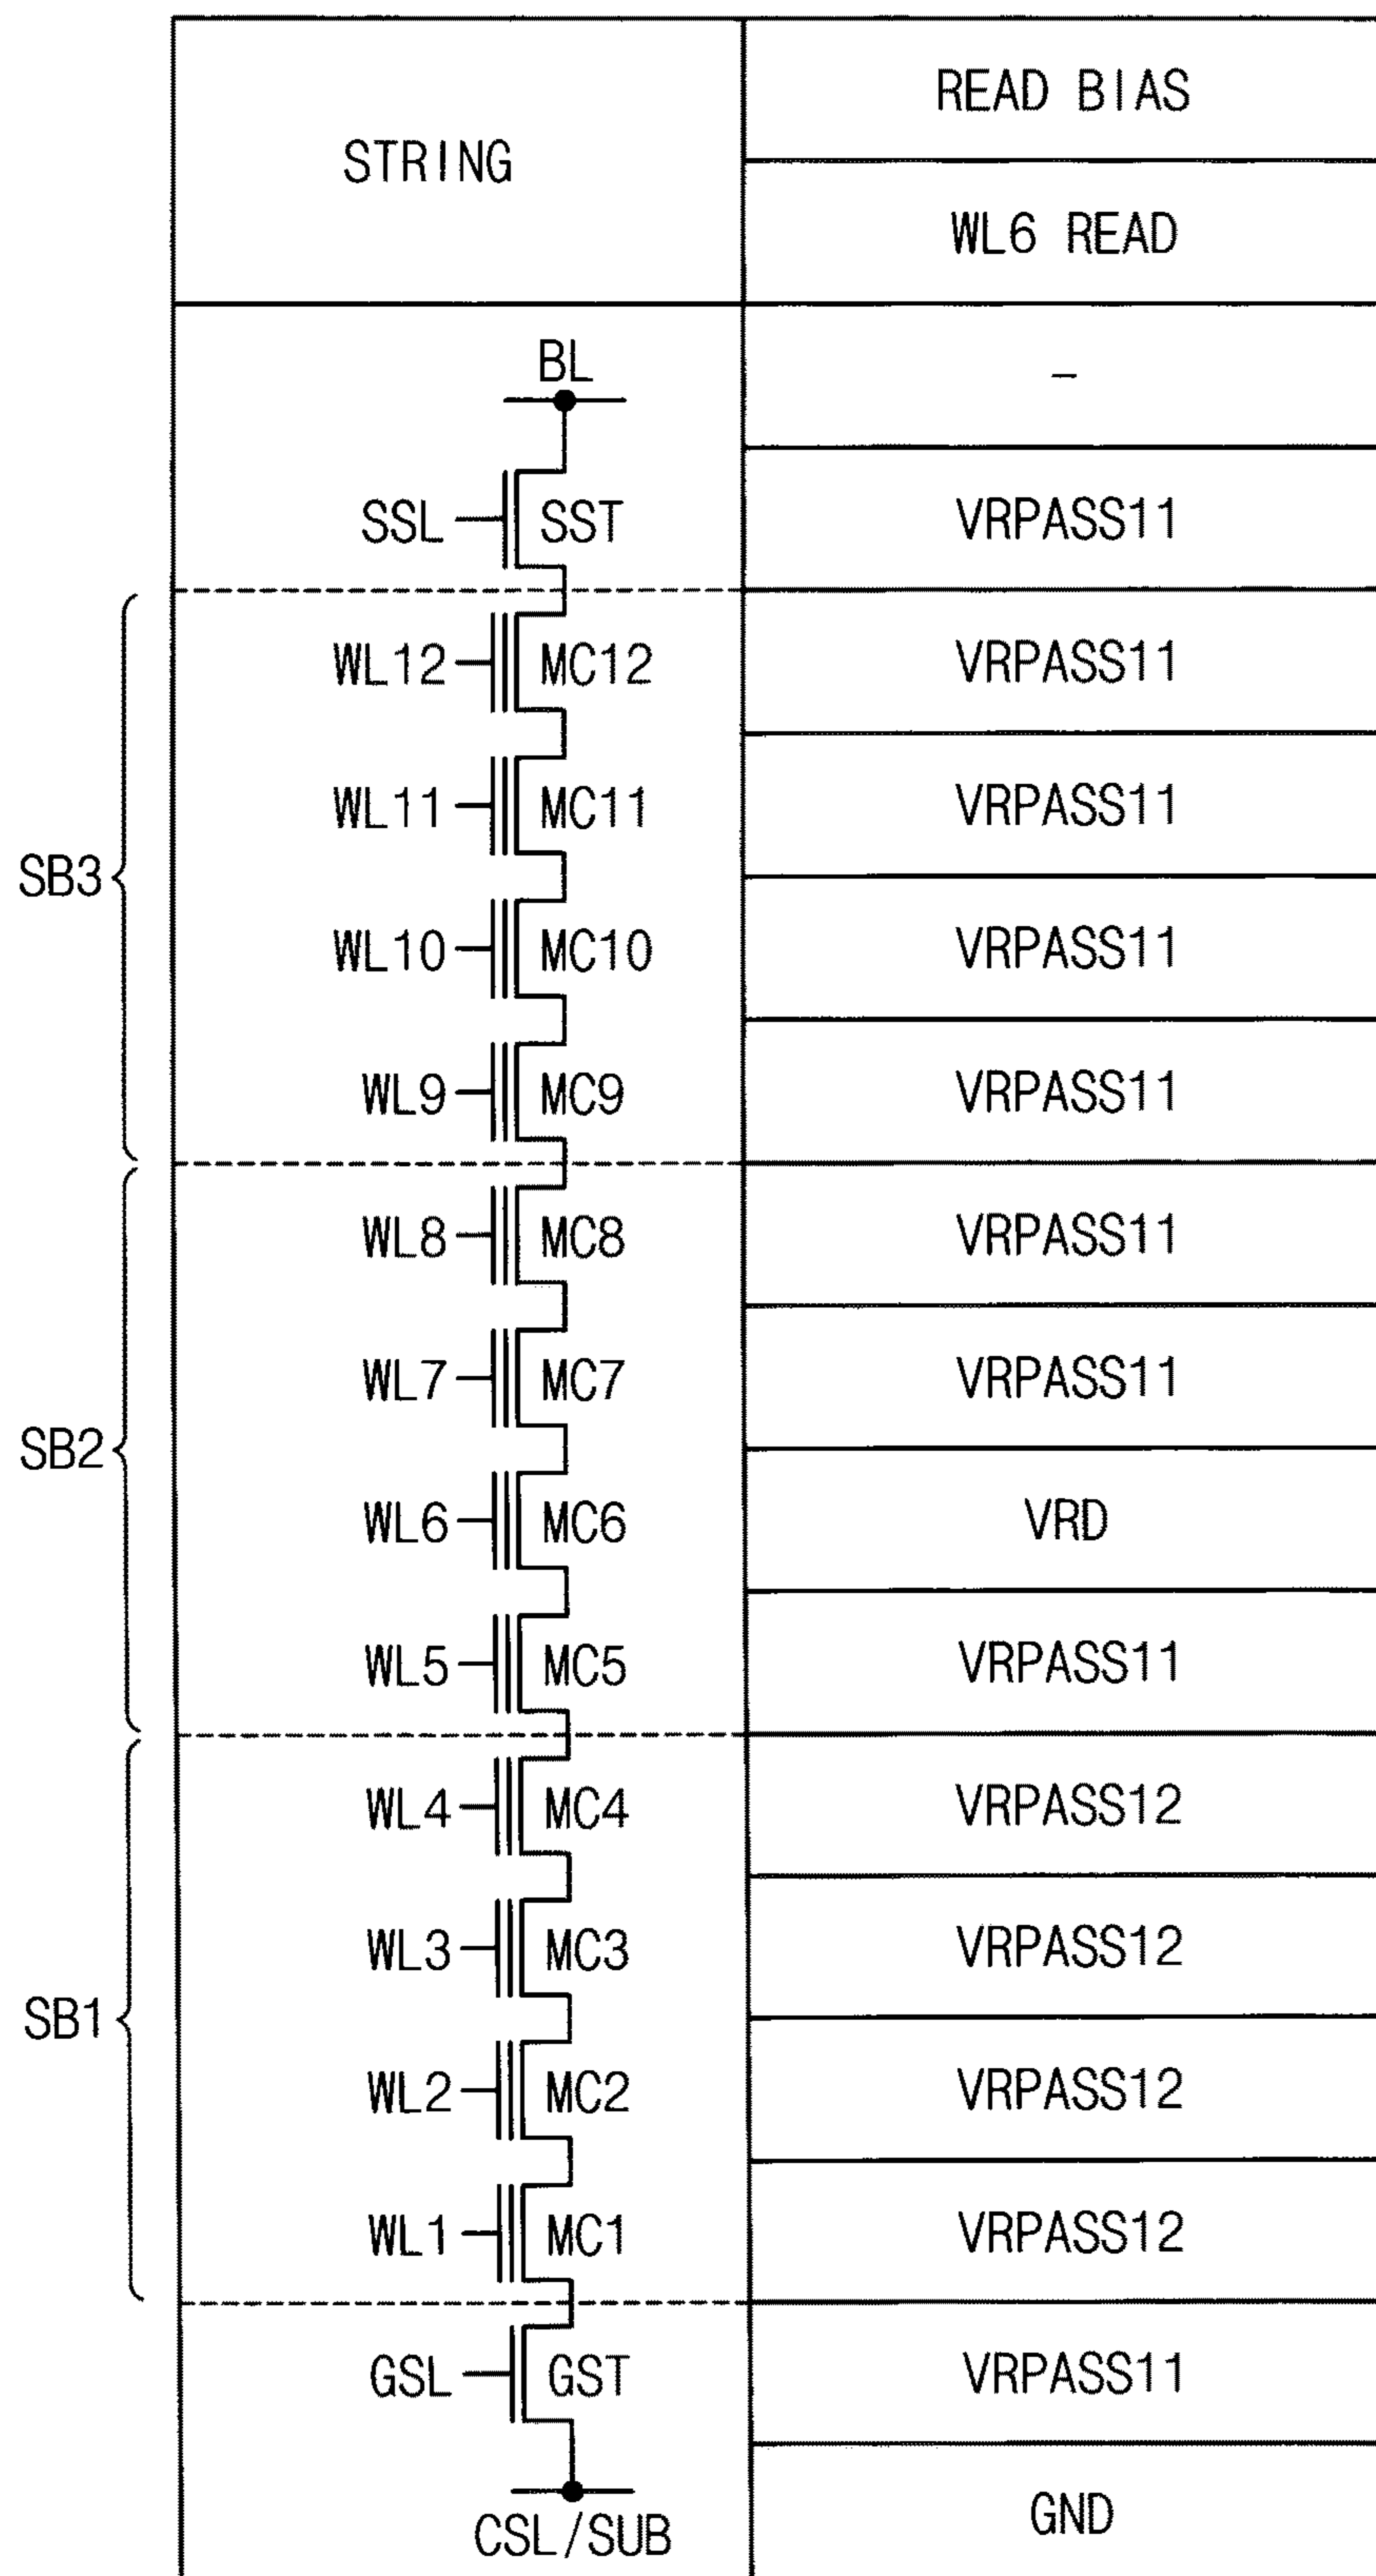 READ BIAS
STRING
WL6 READ
BL
-
SSL SST VRPASS11
WL12 MC12 VRPASS11
WL11 MC11 VRPASS11
SB3
WL10 MC10 VRPASS11
WL9 MC9 VRPASS11
WL8 MC8 VRPASS11
WL7 MC7 VRPASS11
SB2
WL6 MC6 VRD
WL5 MC5 VRPASS11
WL4 MC4 VRPASS12
WL3 MC3 VRPASS12
SB1
WL2 MC2 VRPASS12
WL1 MC1 VRPASS12
GSL GST VRPASS11
CSL/SUB GND